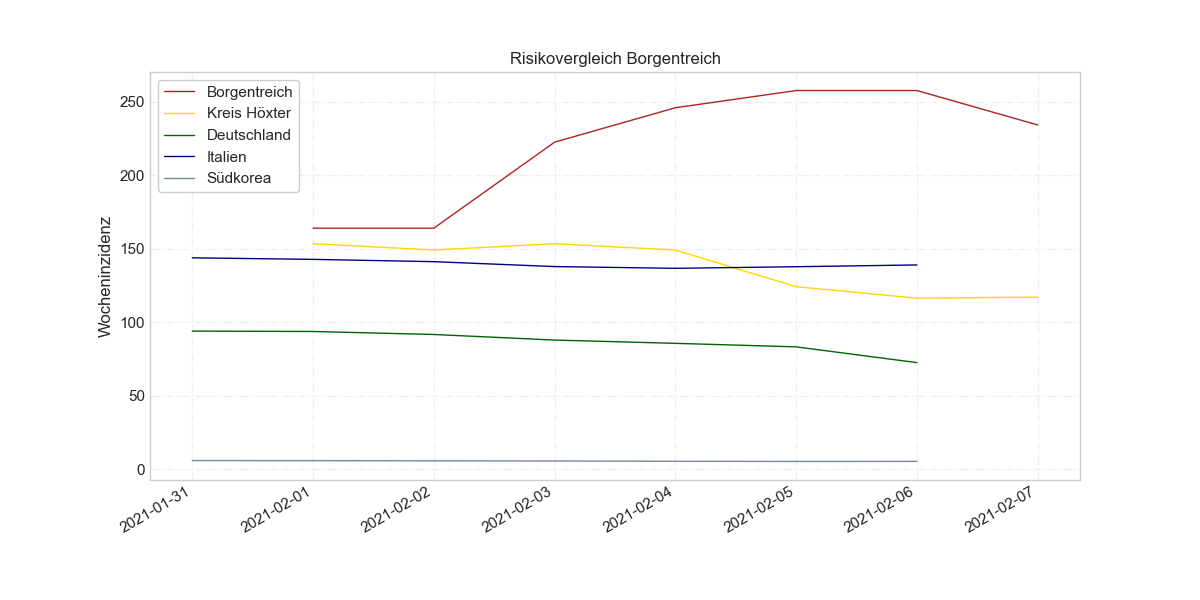 Risikovergleich Borgentreich
Borgentreich
Kreis Höxter
Deutschland
Italien
Südkorea
Wocheninzidenz
250
200
150
100
50
0
2021-01-31
2021-02-01
2021-02-02
2021-02-03
2021-02-04
2021-02-05
2021-02-06
2021-02-07